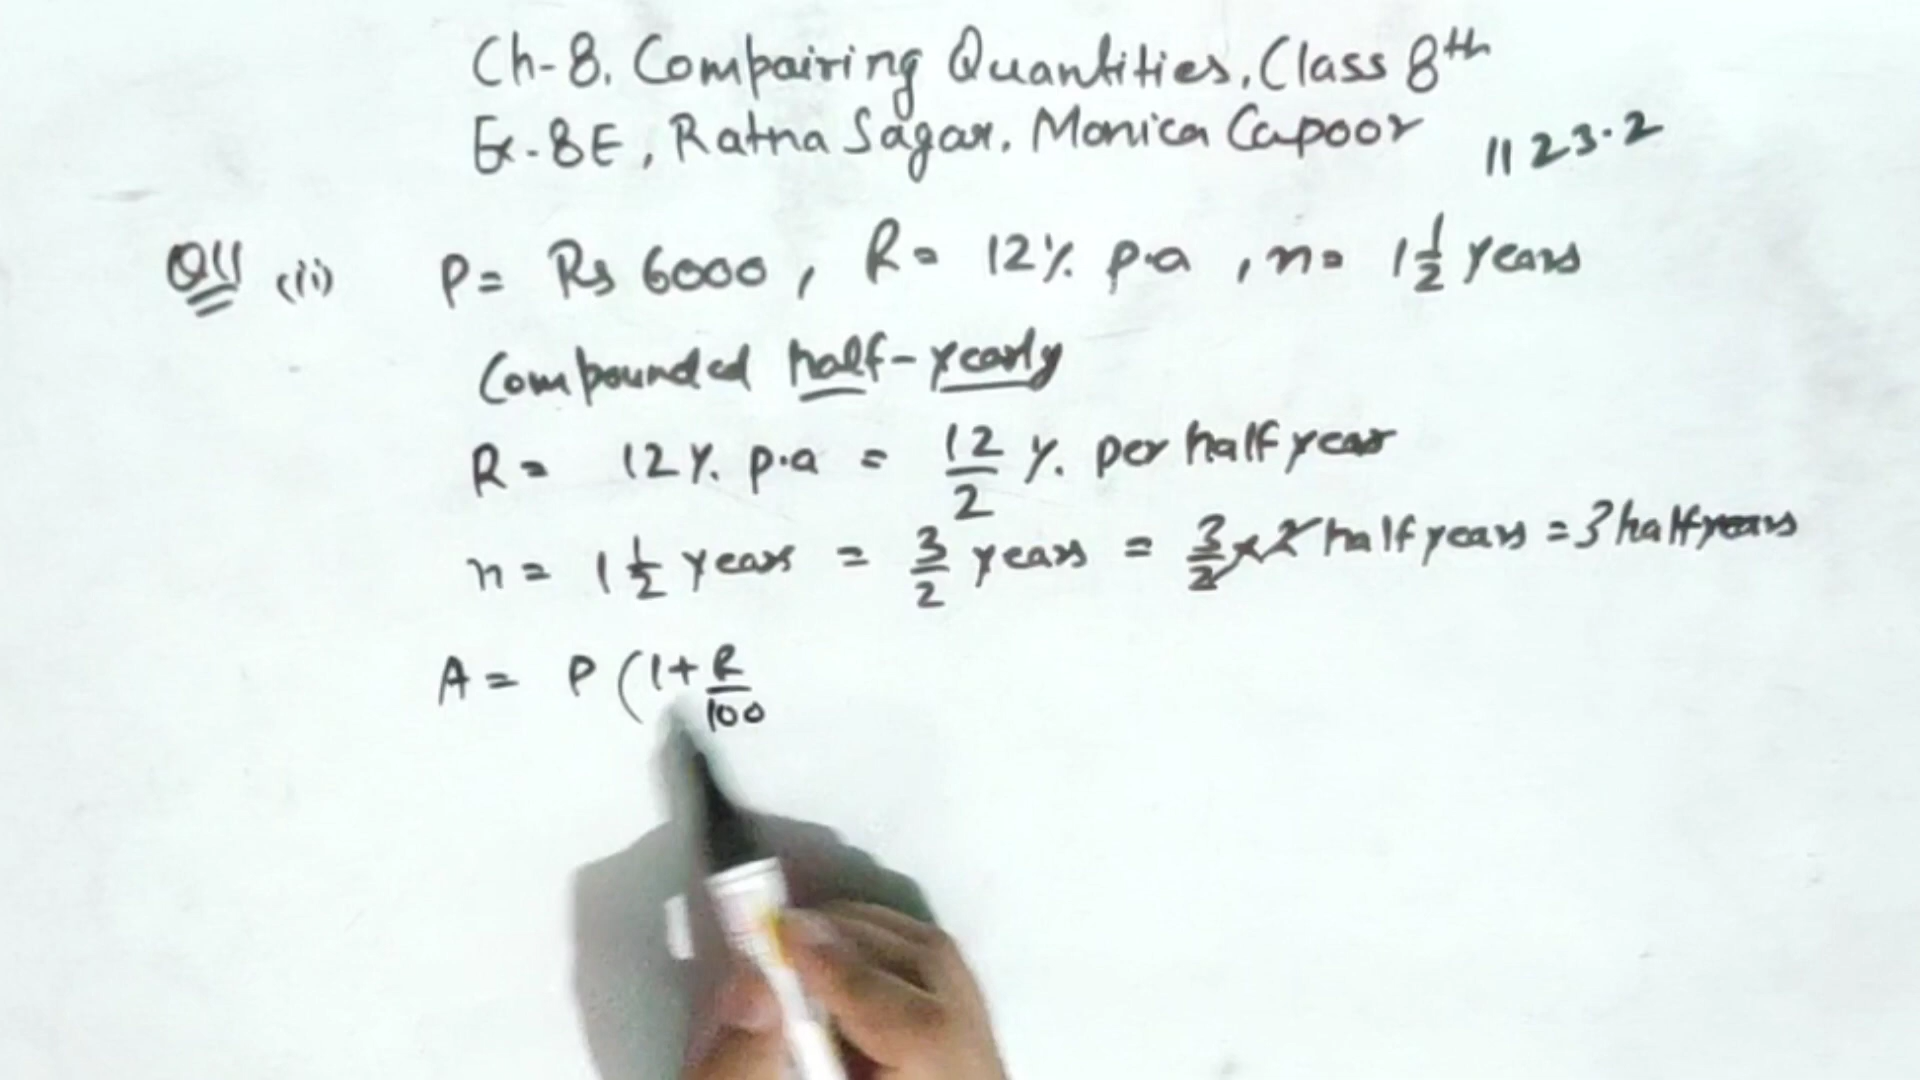 Ch-8. Compairing Quantities. Class 8th
Ex-8E, Ratna Sagar. Monica Capoor
1123.2
Q11 (ii) P = Rs 6000, R = 12% p.a, n = 1 1/2 years
Compounded half-yearly
R = 12% p.a = 12/2 % per half year
n = 1 1/2 years = 3/2 years = 3/2 × 2 half years = 3 half years
A = P (1 + R/100